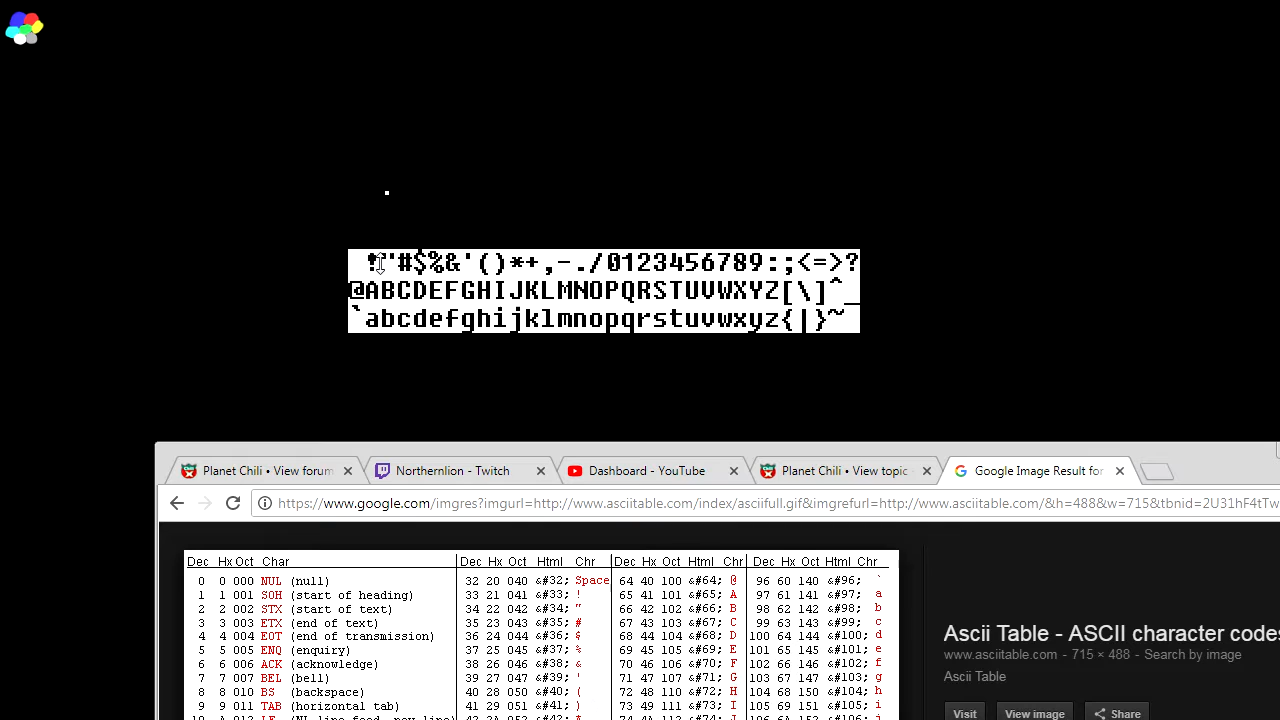 !"#$%&'()*+,-./0123456789:;<=>?
@ABCDEFGHIJKLMNOPQRSTUVWXYZ[\]^_
`abcdefghijklmnopqrstuvwxyz{|}~
Planet Chili • View forum
Northernlion - Twitch
Dashboard - YouTube
Planet Chili • View topic
Google Image Result for
https://www.google.com/imgres?imgurl=http://www.asciitable.com/index/asciifull.gif&imgrefurl=http://www.asciitable.com/&h=488&w=715&tbnid=2U31hF4tTw
Dec Hx Oct Char Dec Hx Oct Html Chr Dec Hx Oct Html Chr Dec Hx Oct Html Chr
0 0 000 NUL (null) 32 20 040 &#32; Space 64 40 100 &#64; @ 96 60 140 &#96; `
1 1 001 SOH (start of heading) 33 21 041 &#33; ! 65 41 101 &#65; A 97 61 141 &#97; a
2 2 002 STX (start of text) 34 22 042 &#34; " 66 42 102 &#66; B 98 62 142 &#98; b
3 3 003 ETX (end of text) 35 23 043 &#35; # 67 43 103 &#67; C 99 63 143 &#99; c
4 4 004 EOT (end of transmission) 36 24 044 &#36; $ 68 44 104 &#68; D 100 64 144 &#100; d
5 5 005 ENQ (enquiry) 37 25 045 &#37; % 69 45 105 &#69; E 101 65 145 &#101; e
6 6 006 ACK (acknowledge) 38 26 046 &#38; & 70 46 106 &#70; F 102 66 146 &#102; f
7 7 007 BEL (bell) 39 27 047 &#39; ' 71 47 107 &#71; G 103 67 147 &#103; g
8 8 010 BS (backspace) 40 28 050 &#40; ( 72 48 110 &#72; H 104 68 150 &#104; h
9 9 011 TAB (horizontal tab) 41 29 051 &#41; ) 73 49 111 &#73; I 105 69 151 &#105; i
Ascii Table - ASCII character codes
www.asciitable.com - 715 × 488 - Search by image
Ascii Table
Visit
View image
Share